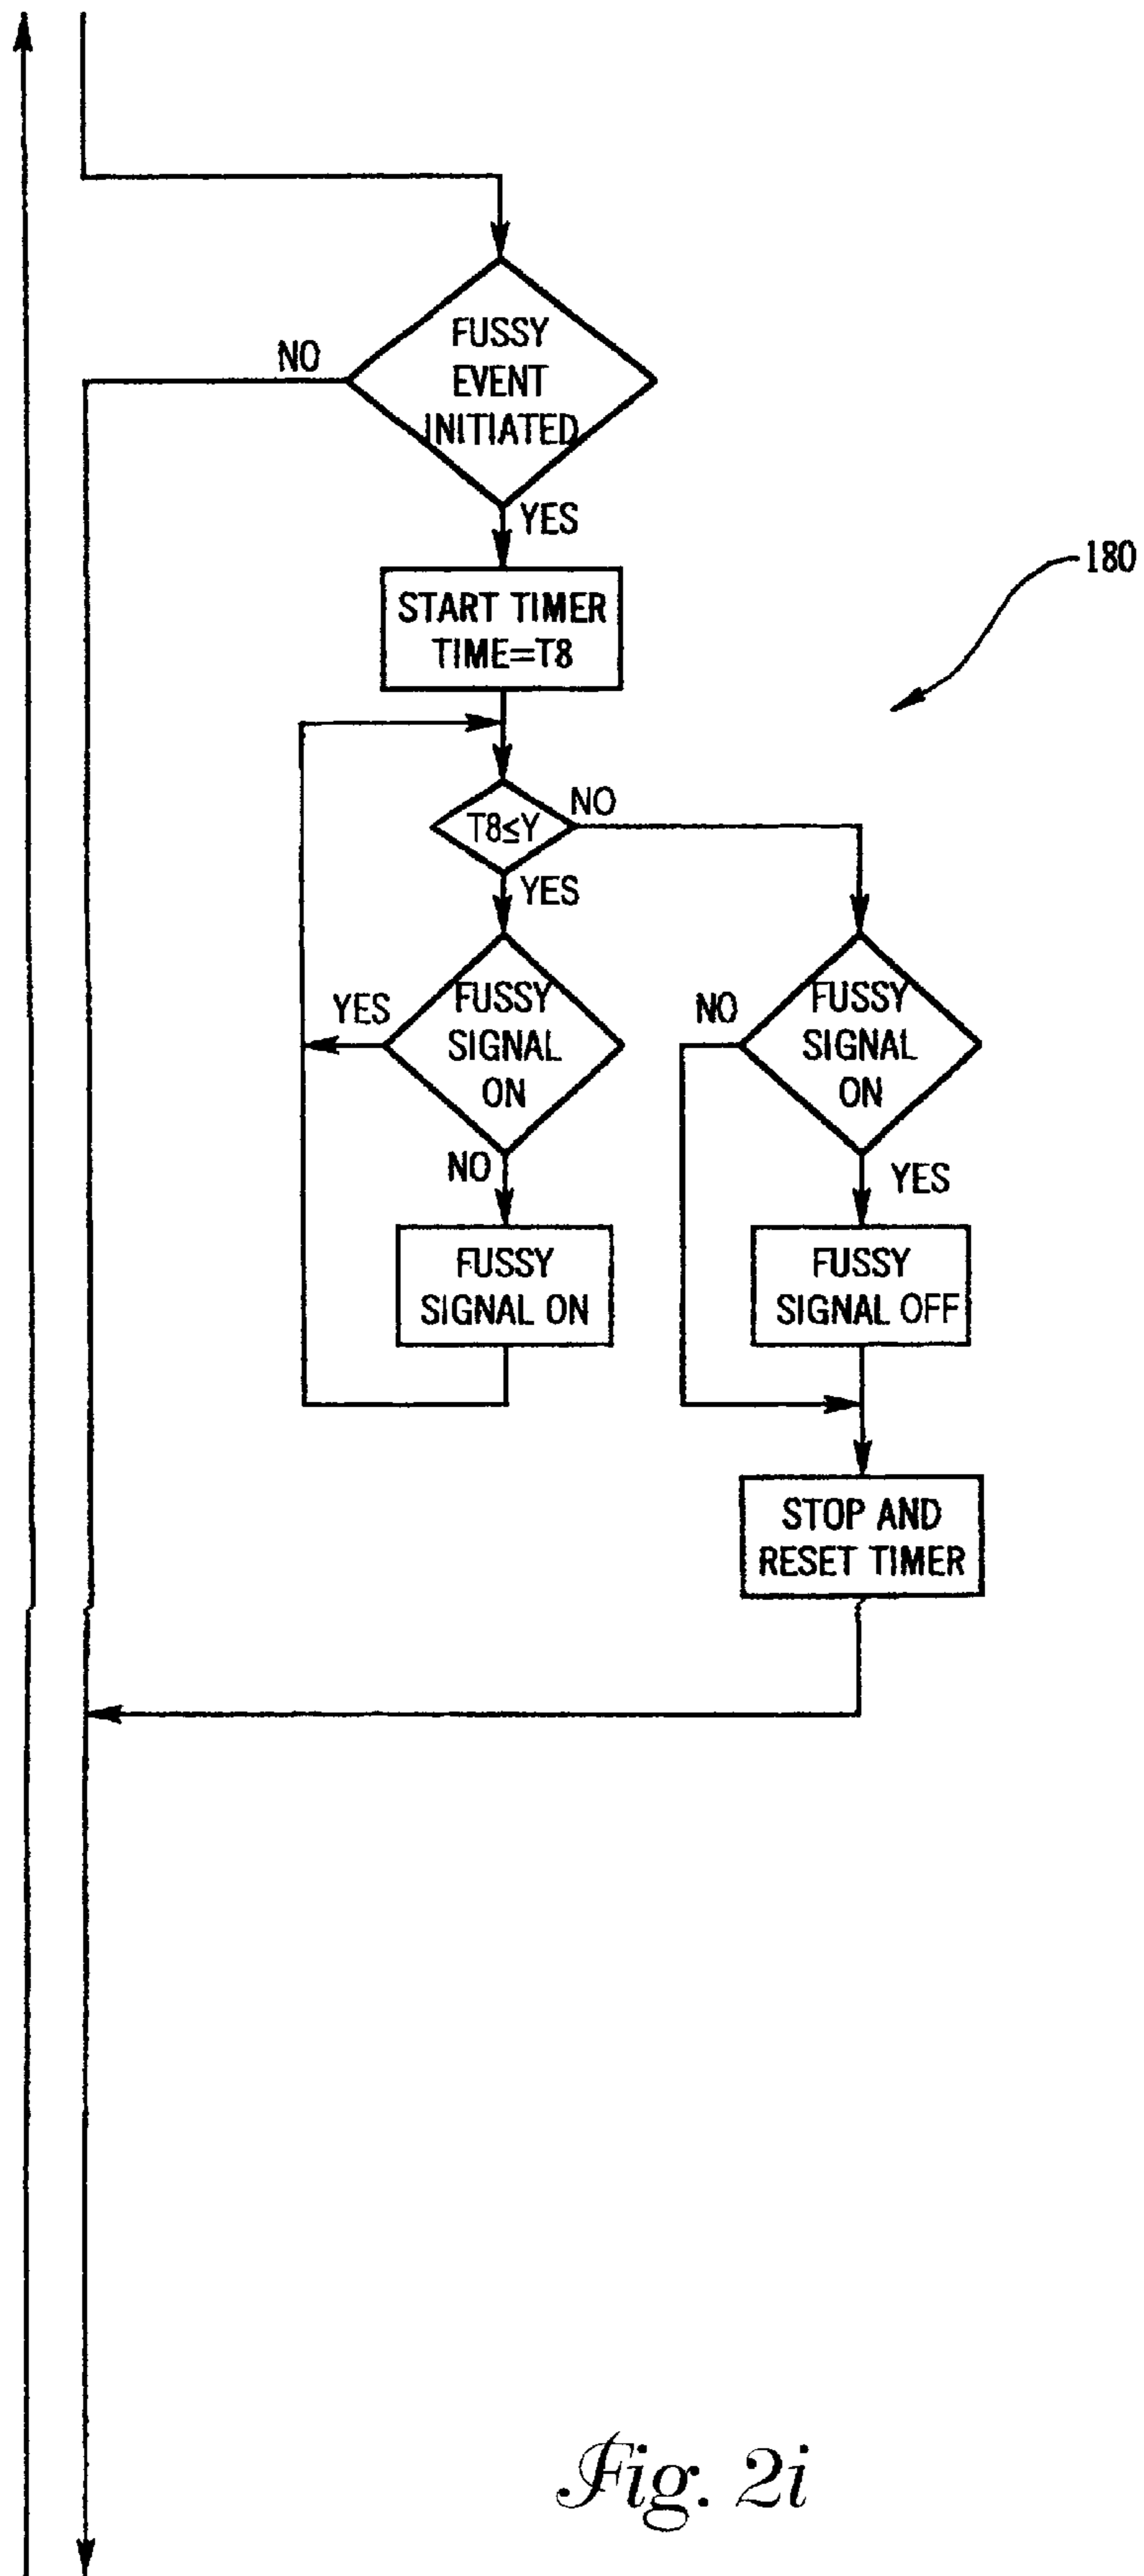 FUSSY
EVENT
INITIATED
NO
YES
180
START TIMER
TIME=T8
T8≤Y
NO
YES
FUSSY
SIGNAL
ON
YES
NO
FUSSY
SIGNAL ON
FUSSY
SIGNAL
ON
NO
YES
FUSSY
SIGNAL OFF
STOP AND
RESET TIMER
Fig. 2i